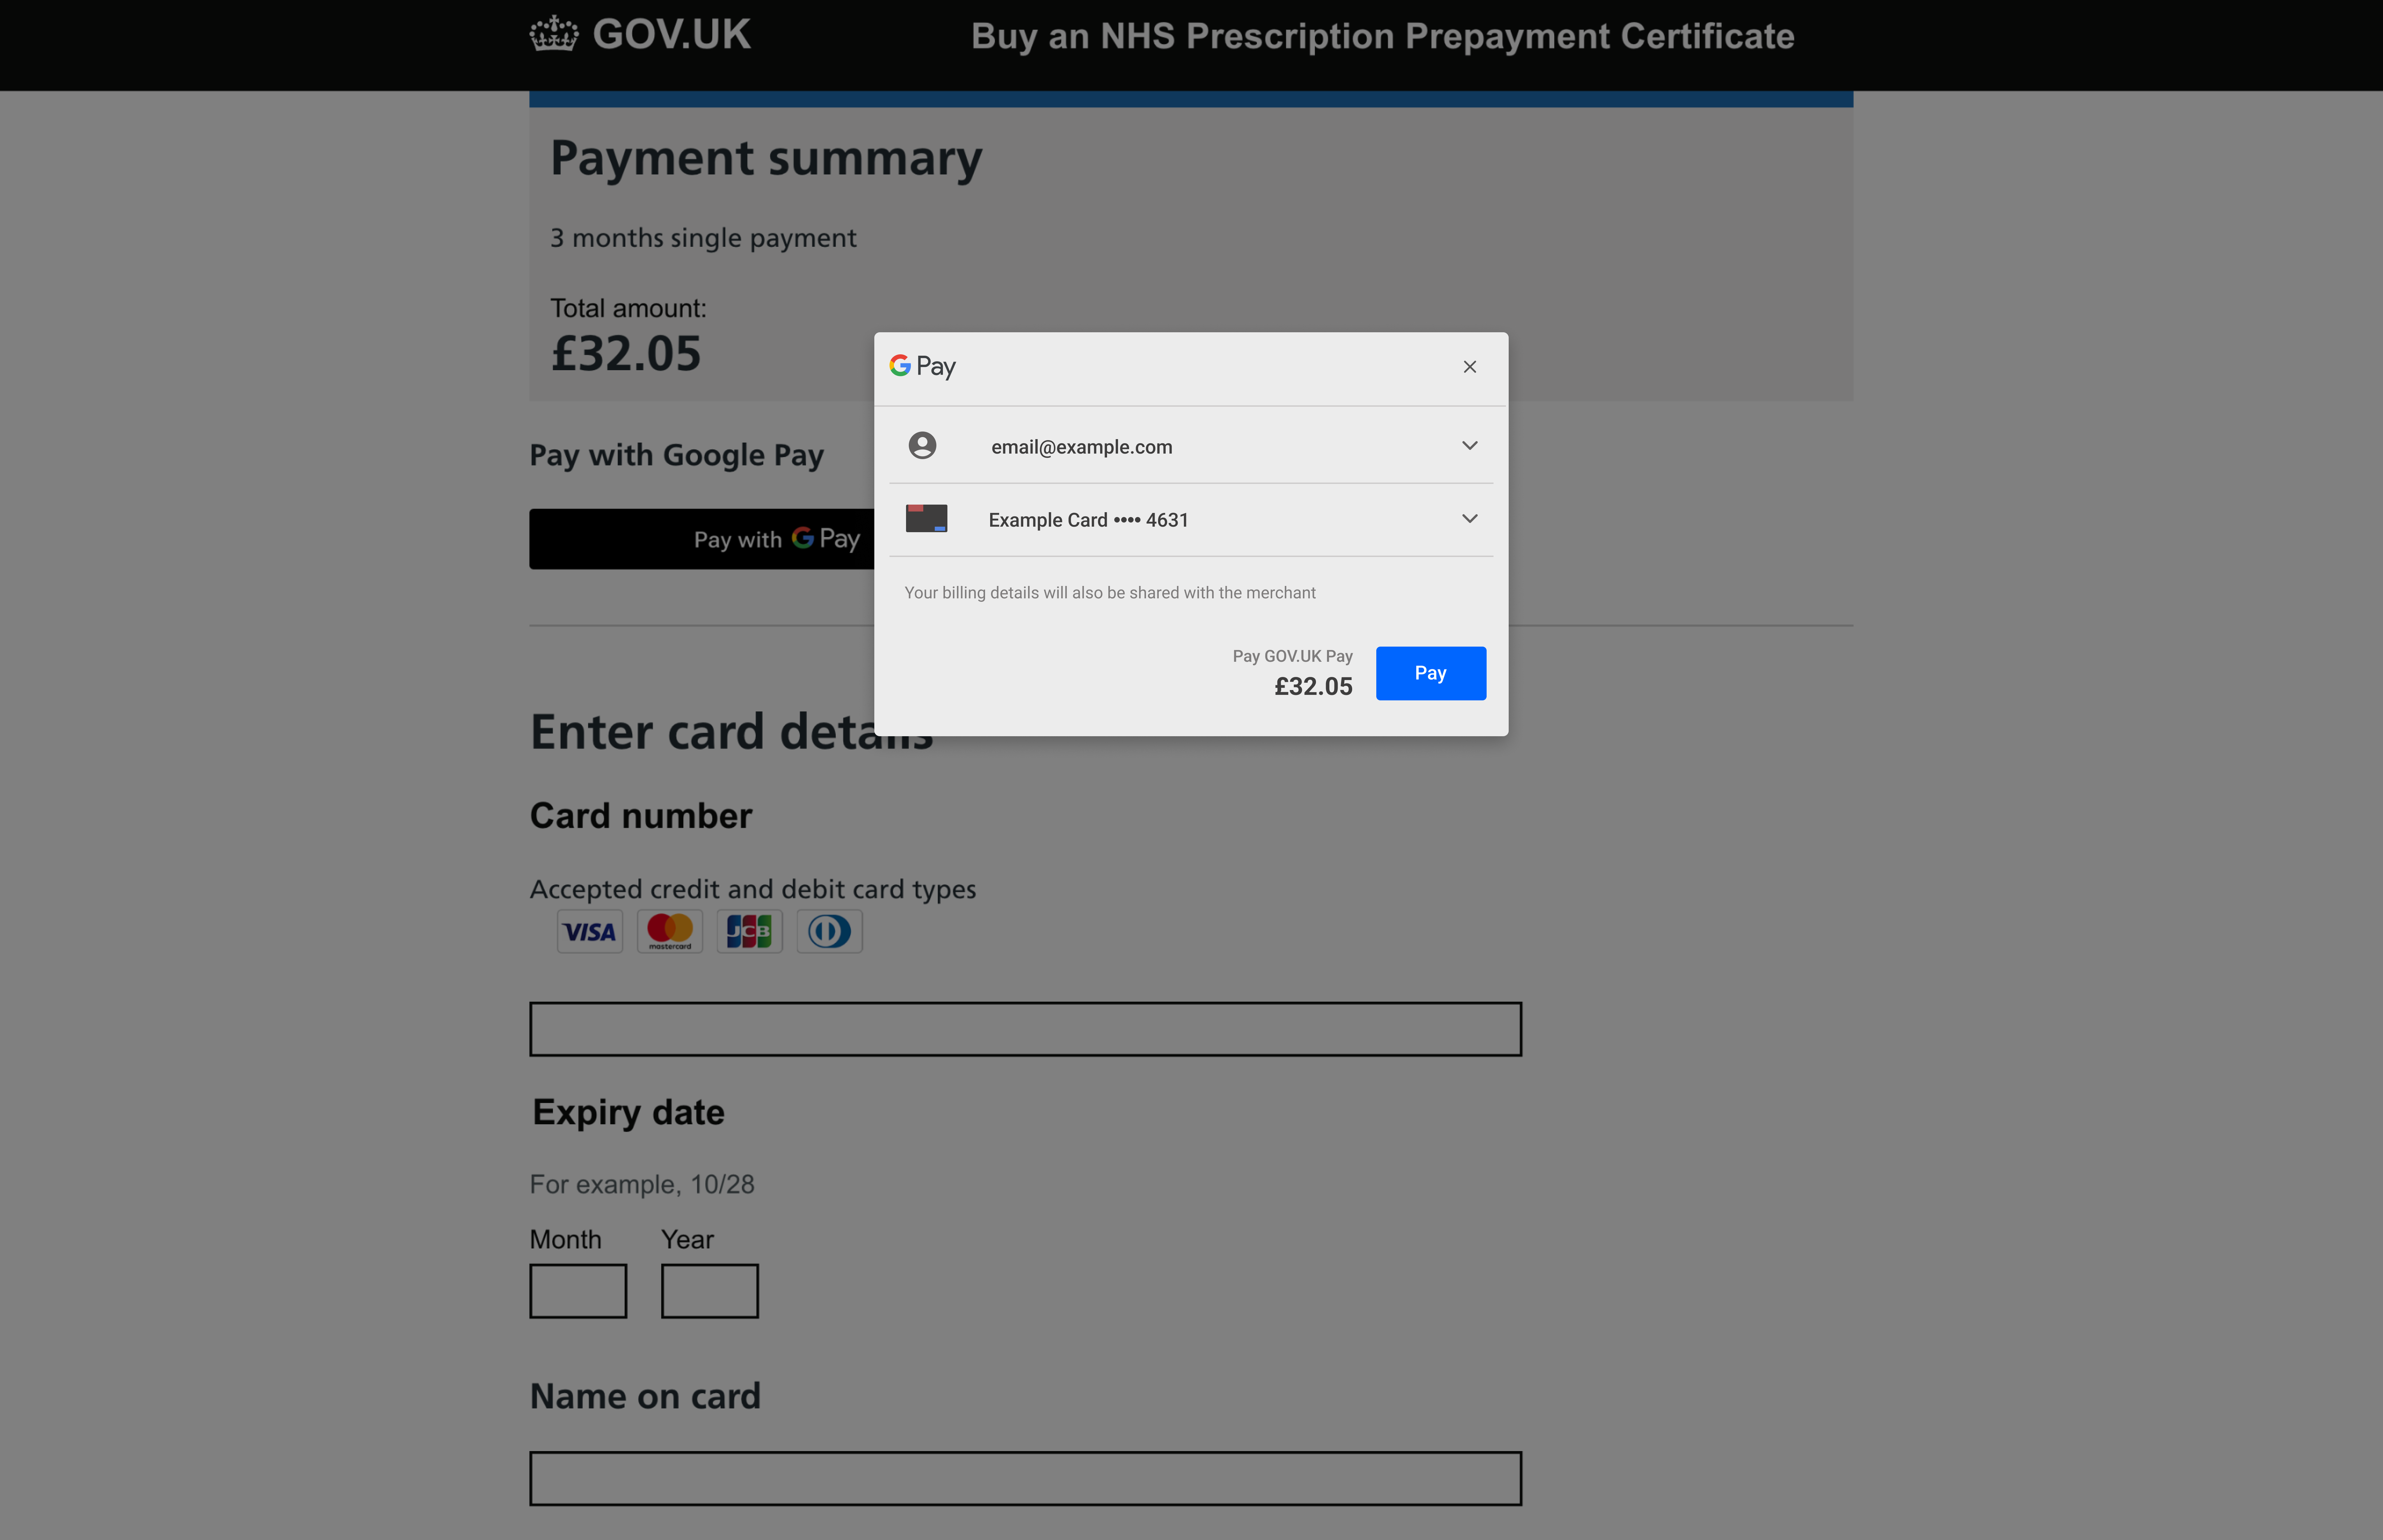 GOV.UK
Buy an NHS Prescription Prepayment Certificate
Payment summary
3 months single payment
Total amount:
£32.05
Pay with Google Pay
Pay with G Pay
G Pay
email@example.com
Example Card •••• 4631
Your billing details will also be shared with the merchant
Pay GOV.UK Pay
£32.05
Pay
Enter card details
Card number
Accepted credit and debit card types
VISA
mastercard
JCB
Expiry date
For example, 10/28
Month
Year
Name on card